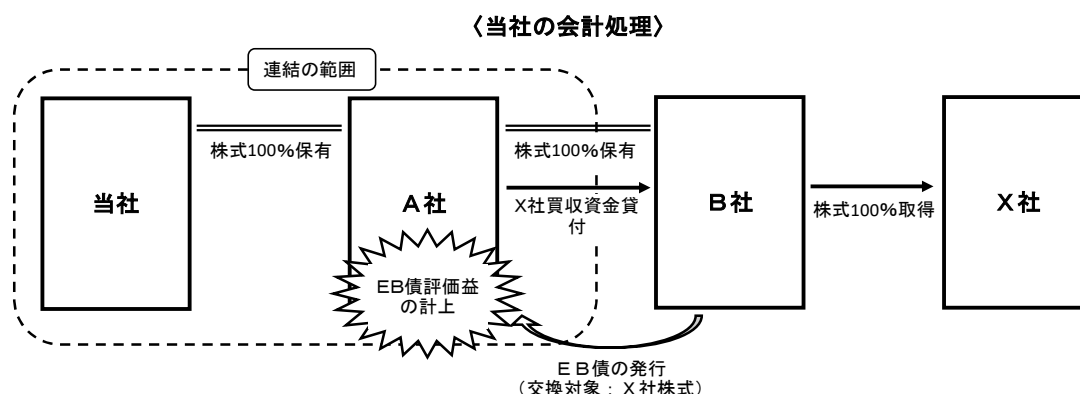 〈当社の会計処理〉
連結の範囲
当社
株式100%保有
A社
株式100%保有
X社買収資金貸
付
B社
株式100%取得
X社
EB債評価益
の計上
EB債の発行
(交換対象:X社株式)